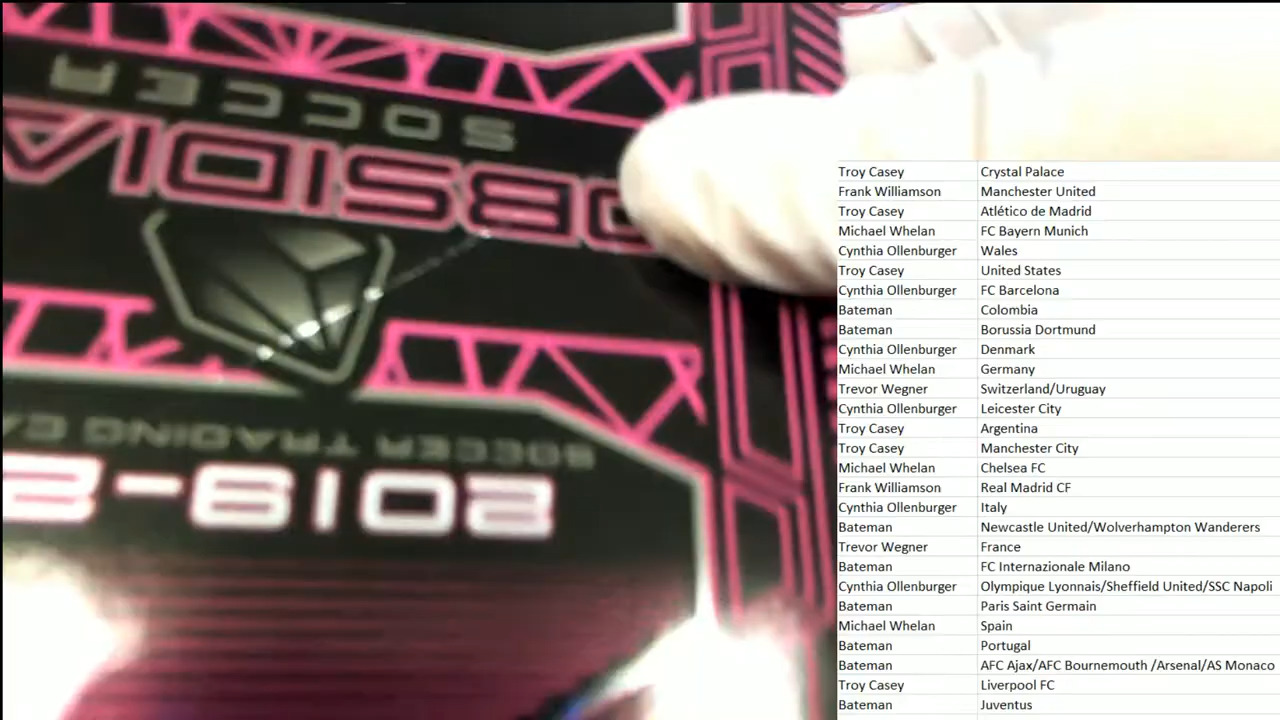 SOCCER
OBSIDIA
SOCCER TRADING CA
2019-2
Troy Casey Crystal Palace
Frank Williamson Manchester United
Troy Casey Atlético de Madrid
Michael Whelan FC Bayern Munich
Cynthia Ollenburger Wales
Troy Casey United States
Cynthia Ollenburger FC Barcelona
Bateman Colombia
Bateman Borussia Dortmund
Cynthia Ollenburger Denmark
Michael Whelan Germany
Trevor Wegner Switzerland/Uruguay
Cynthia Ollenburger Leicester City
Troy Casey Argentina
Troy Casey Manchester City
Michael Whelan Chelsea FC
Frank Williamson Real Madrid CF
Cynthia Ollenburger Italy
Bateman Newcastle United/Wolverhampton Wanderers
Trevor Wegner France
Bateman FC Internazionale Milano
Cynthia Ollenburger Olympique Lyonnais/Sheffield United/SSC Napoli
Bateman Paris Saint Germain
Michael Whelan Spain
Bateman Portugal
Bateman AFC Ajax/AFC Bournemouth /Arsenal/AS Monaco
Troy Casey Liverpool FC
Bateman Juventus